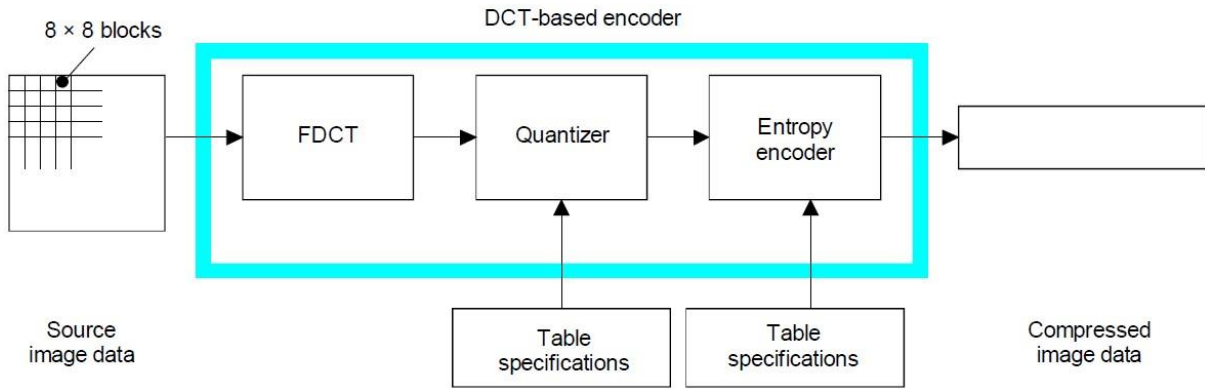 DCT-based encoder
8 × 8 blocks
FDCT
Quantizer
Entropy
encoder
Source
image data
Table
specifications
Table
specifications
Compressed
image data